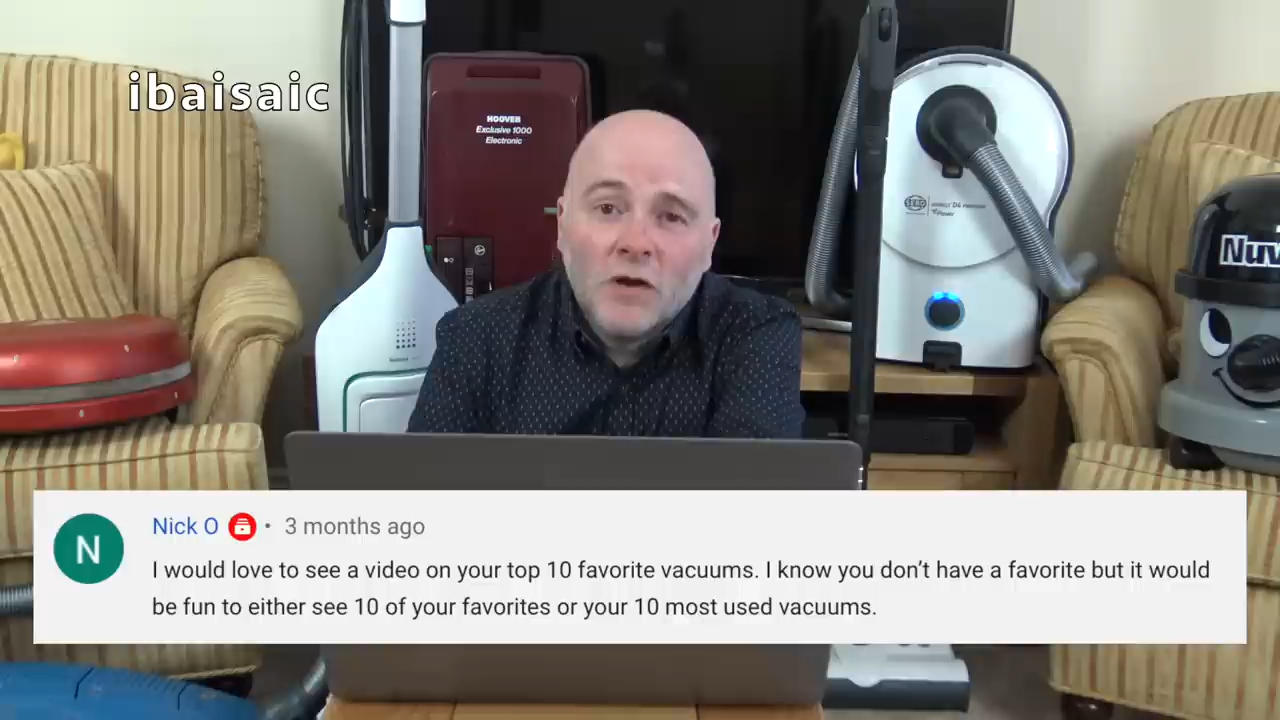 ibaisaic
HOOVER
Exclusive 1000
Electronic
SEBO
Nuv
N
Nick O • 3 months ago
I would love to see a video on your top 10 favorite vacuums. I know you don’t have a favorite but it would
be fun to either see 10 of your favorites or your 10 most used vacuums.